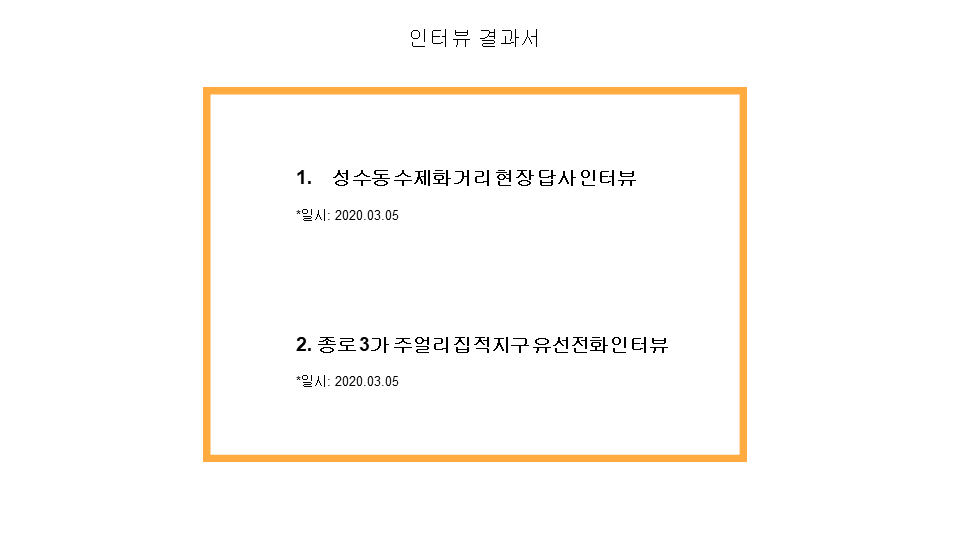 인터뷰 결과서
1. 성수동 수제화 거리 현장 답사 인터뷰
*일시: 2020.03.05
2. 종로 3가 주얼리 집적지구 유선전화 인터뷰
*일시: 2020.03.05